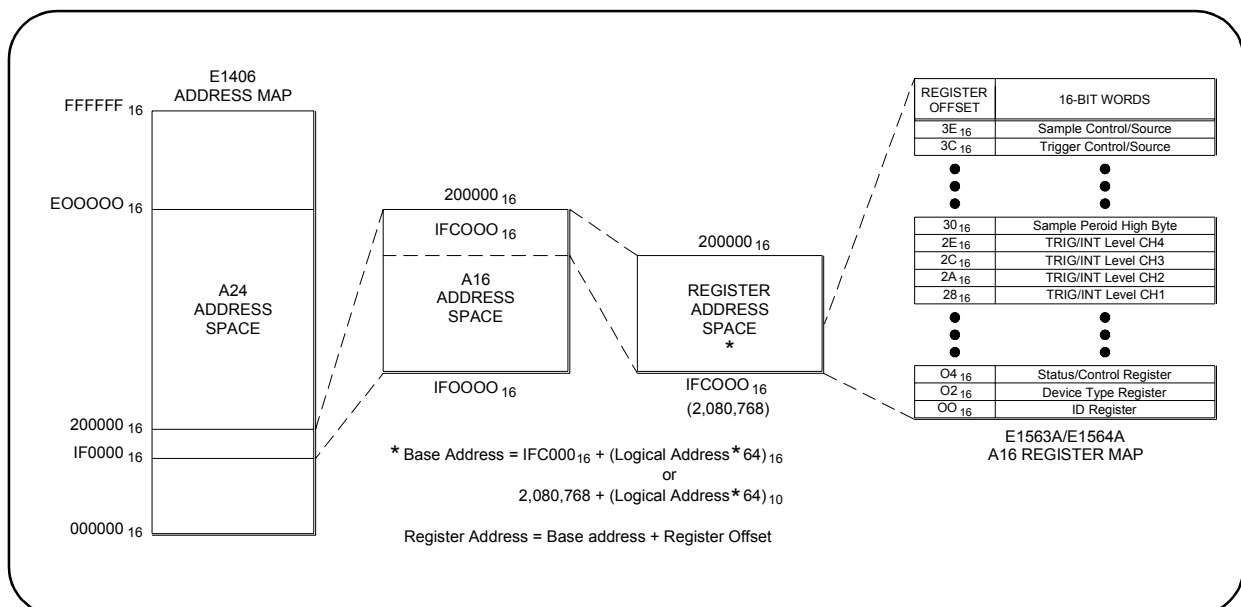 E1406
ADDRESS MAP
FFFFFF 16
EOOOOO 16
A24
ADDRESS
SPACE
200000 16
IF0000 16
000000 16
200000 16
IFCOOO 16
A16
ADDRESS
SPACE
IFOOOO 16
200000 16
REGISTER
ADDRESS
SPACE
*
IFCOOO 16
(2,080,768)
* Base Address = IFC000 16 + (Logical Address * 64) 16
or
2,080,768 + (Logical Address * 64) 10
Register Address = Base address + Register Offset
REGISTER
OFFSET
16-BIT WORDS
3E 16 Sample Control/Source
3C 16 Trigger Control/Source
30 16 Sample Peroid High Byte
2E 16 TRIG/INT Level CH4
2C 16 TRIG/INT Level CH3
2A 16 TRIG/INT Level CH2
28 16 TRIG/INT Level CH1
O4 16 Status/Control Register
O2 16 Device Type Register
OO 16 ID Register
E1563A/E1564A
A16 REGISTER MAP